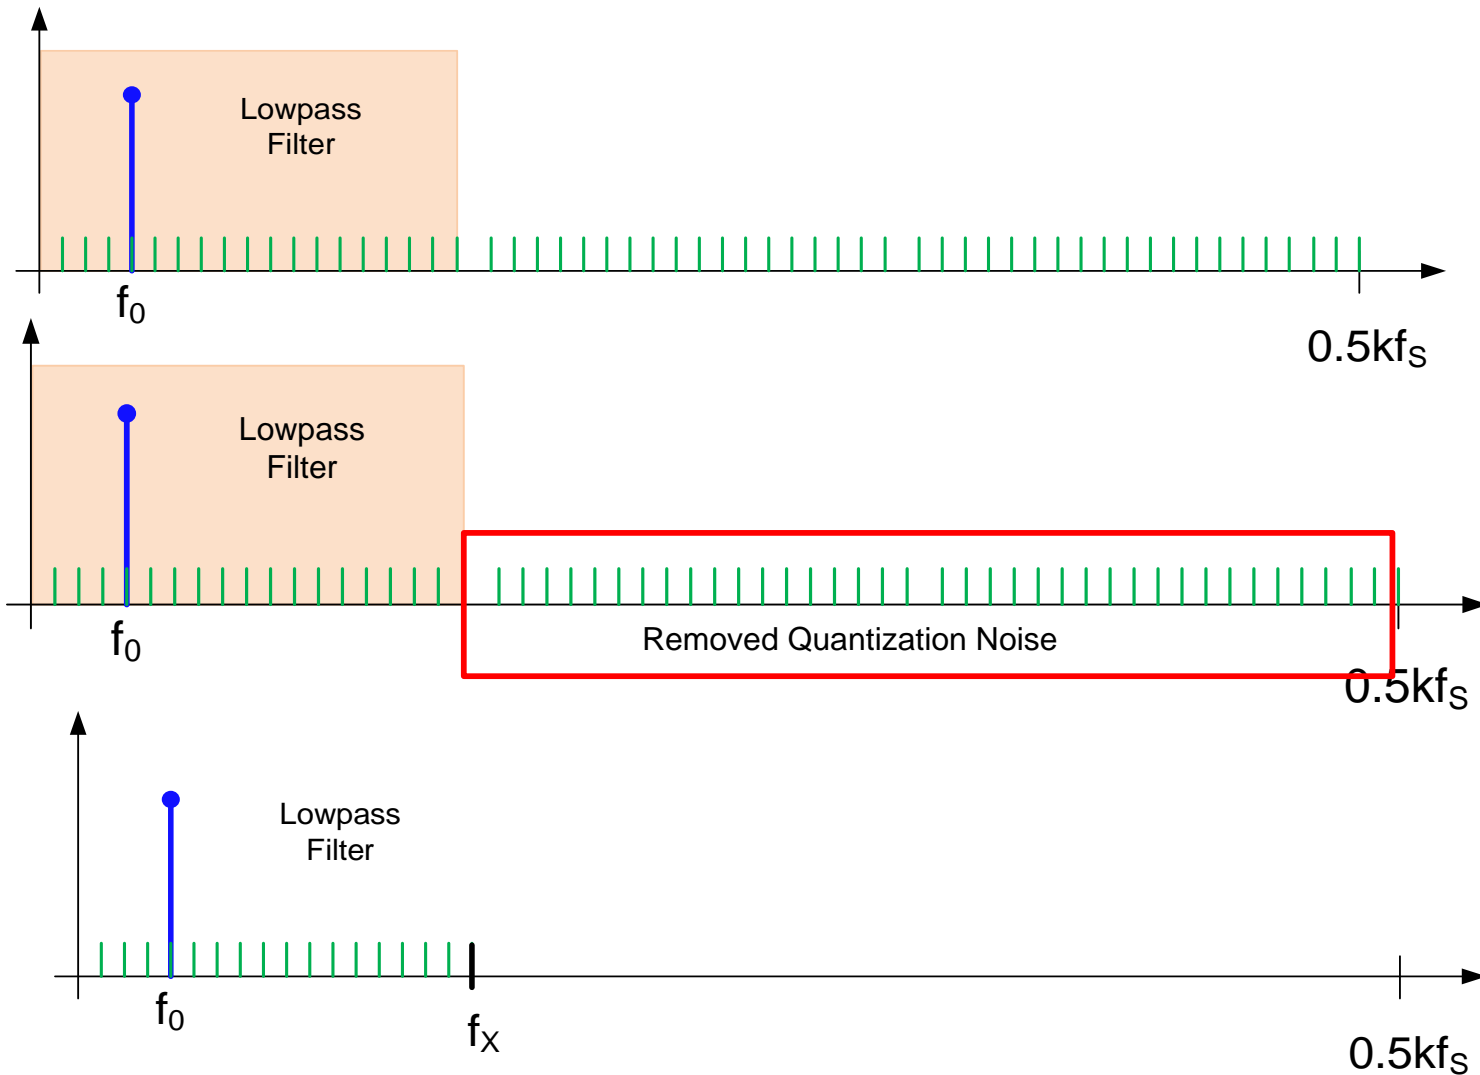 Lowpass
Filter
f₀
0.5kfS
Lowpass
Filter
f₀
Removed Quantization Noise
0.5kfS
Lowpass
Filter
f₀
fX
0.5kfS